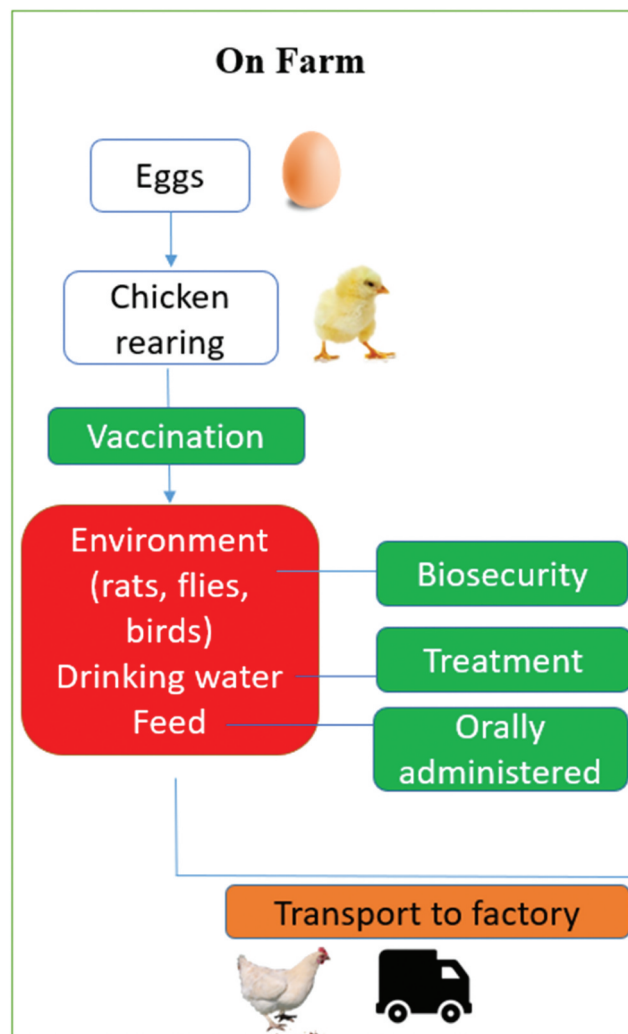 On Farm
Eggs
Chicken
rearing
Vaccination
Environment
(rats, flies,
birds)
Drinking water
Feed
Biosecurity
Treatment
Orally
administered
Transport to factory